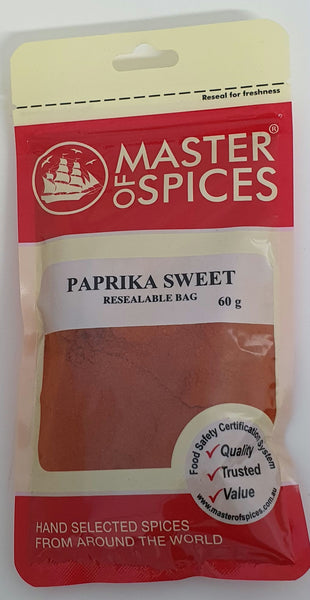 Reseal for freshness
MASTER®
OF SPICES
PAPRIKA SWEET
RESEALABLE BAG 60 g
Food Safety Certification System
✓Quality
✓Trusted
✓Value
www.masterofspices.com.au
HAND SELECTED SPICES
FROM AROUND THE WORLD